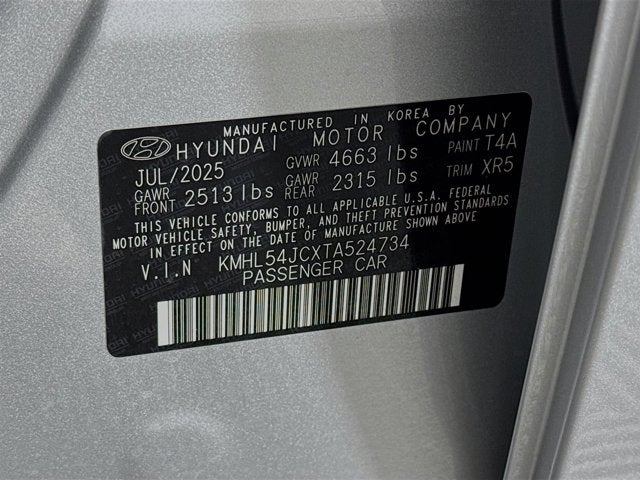 MANUFACTURED IN KOREA BY
HYUNDAI MOTOR COMPANY
JUL/2025 GVWR 4663 lbs PAINT T4A
GAWR FRONT 2513 lbs GAWR REAR 2315 lbs TRIM XR5
THIS VEHICLE CONFORMS TO ALL APPLICABLE U.S.A. FEDERAL
MOTOR VEHICLE SAFETY, BUMPER, AND THEFT PREVENTION STANDARDS
IN EFFECT ON THE DATE OF MANUFACTURE SHOWN ABOVE
V.I.N KMHL54JCXTA524734
PASSENGER CAR